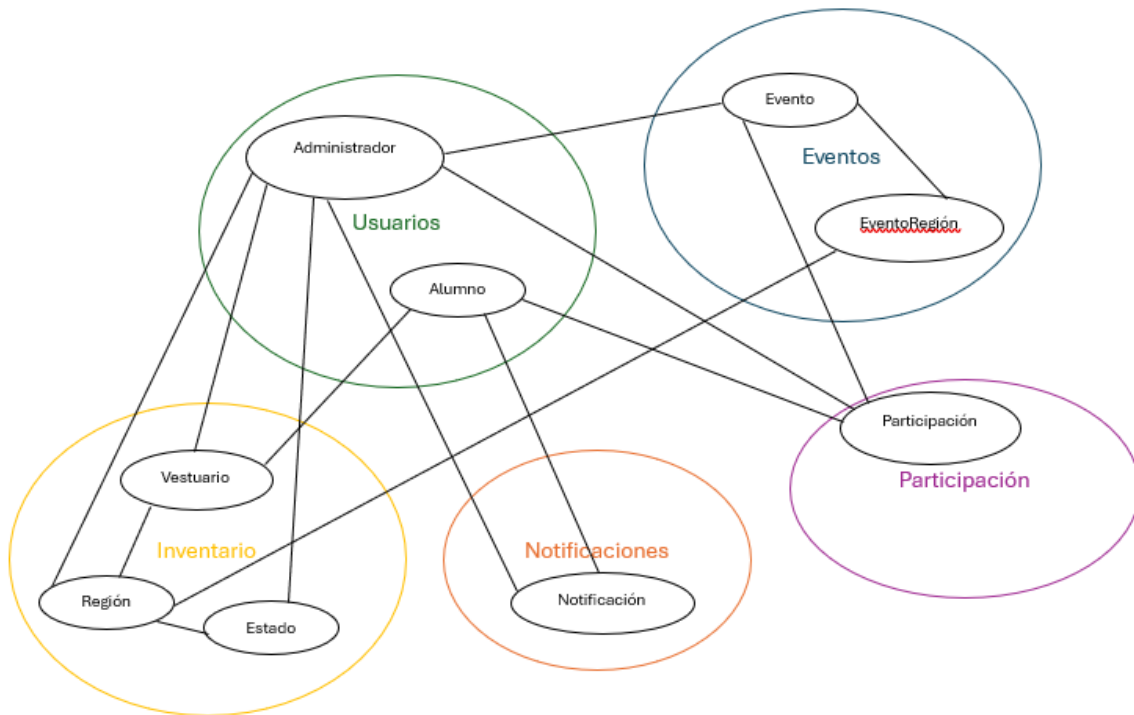 Evento
Administrador
Eventos
Usuarios
EventoRegión
Alumno
Participación
Vestuario
Participación
Inventario
Notificaciones
Región
Notificación
Estado